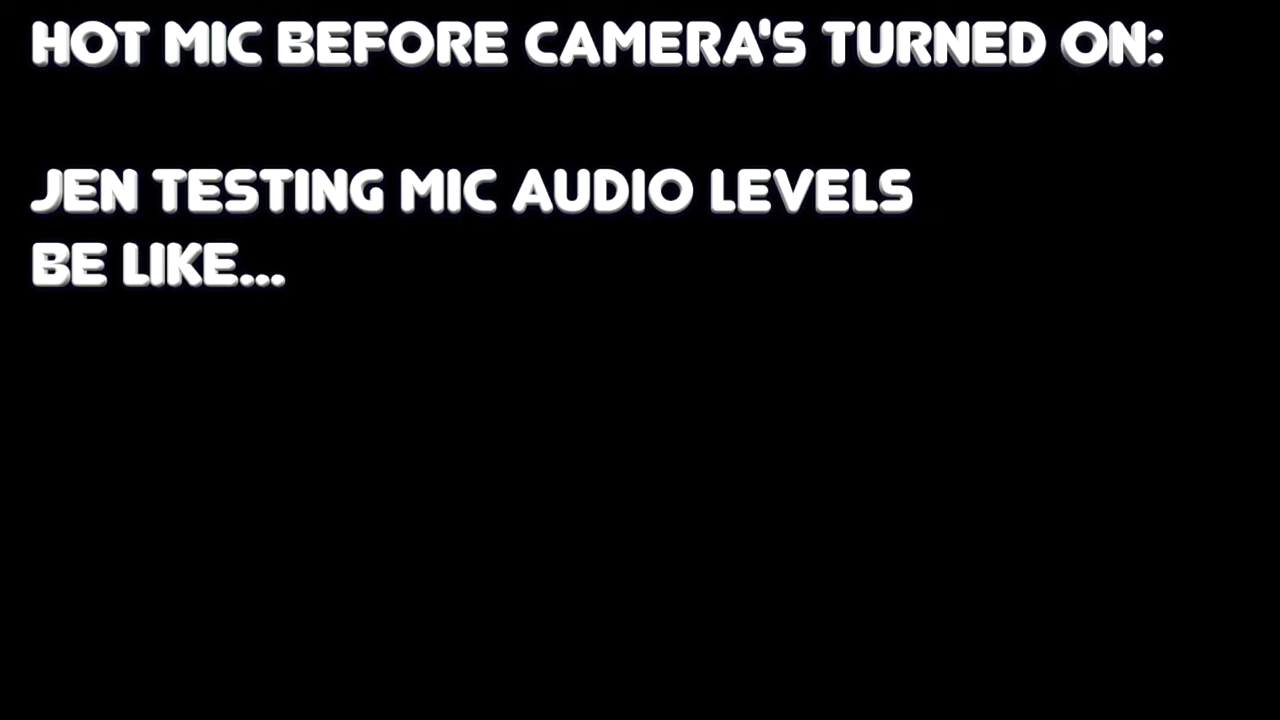 HOT MIC BEFORE CAMERA'S TURNED ON:
JEN TESTING MIC AUDIO LEVELS
BE LIKE...